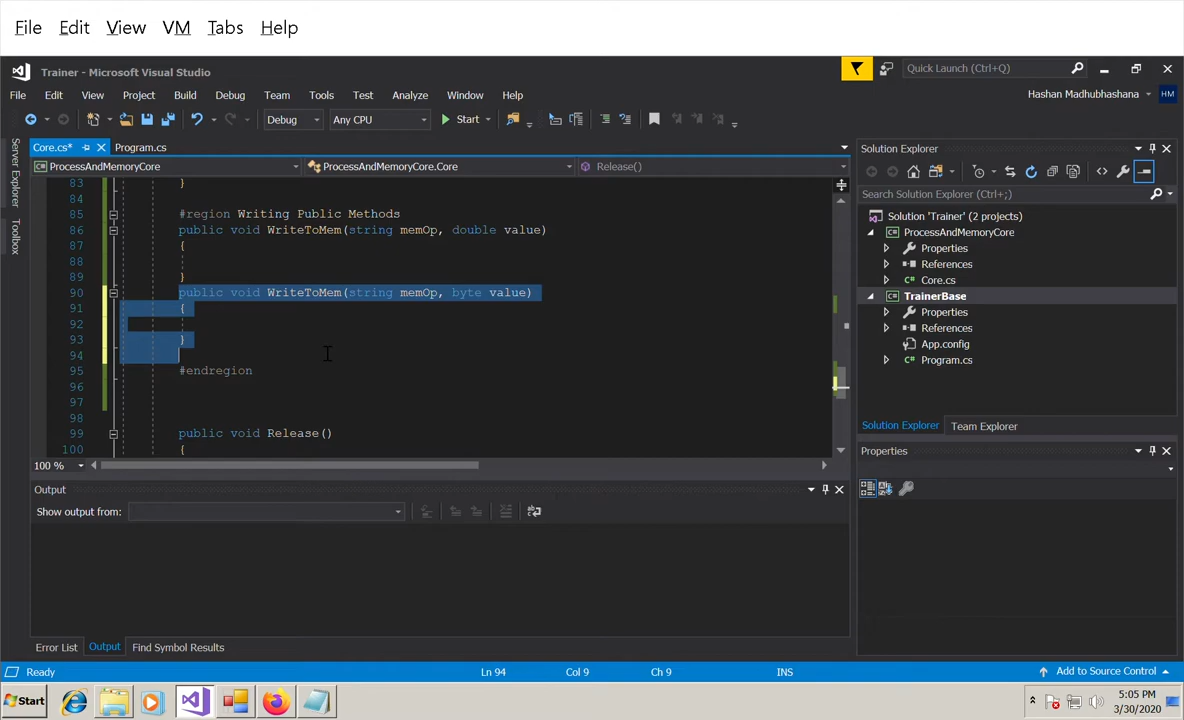 File Edit View VM Tabs Help
Trainer - Microsoft Visual Studio
Quick Launch (Ctrl+Q)
File Edit View Project Build Debug Team Tools Test Analyze Window Help
Hashan Madhubhashana HM
Debug Any CPU Start
Core.cs* Program.cs
Solution Explorer
ProcessAndMemoryCore ProcessAndMemoryCore.Core Release()
Search Solution Explorer (Ctrl+;)
Server Explorer
Toolbox
83 }
84
85 #region Writing Public Methods
86 public void WriteToMem(string memOp, double value)
87 {
88
89 }
90 public void WriteToMem(string memOp, byte value)
91 {
92
93 }
94
95 #endregion
96
97
98
99 public void Release()
100 {
100 %
Solution 'Trainer' (2 projects)
ProcessAndMemoryCore
Properties
References
Core.cs
TrainerBase
Properties
References
App.config
Program.cs
Solution Explorer Team Explorer
Properties
Output
Show output from:
Error List Output Find Symbol Results
Ready Ln 94 Col 9 Ch 9 INS Add to Source Control
Start
5:05 PM
3/30/2020